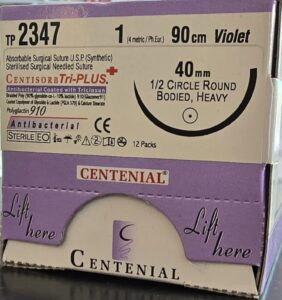 TP 2347 1 (4 metric / Ph.Eur.) 90 cm Violet
Absorbable Surgical Suture U.S.P (Synthetic)
Sterilised Surgical Needled Suture
CENTISORB Tri-PLUS+
Antibacterial Coated with Triclosan
Polyglactin 910
Antibacterial
STERILE EO
12 Packs
40mm
1/2 CIRCLE ROUND
BODIED, HEAVY
CENTENIAL®
Lift
here
Lift
here
CENTENIAL